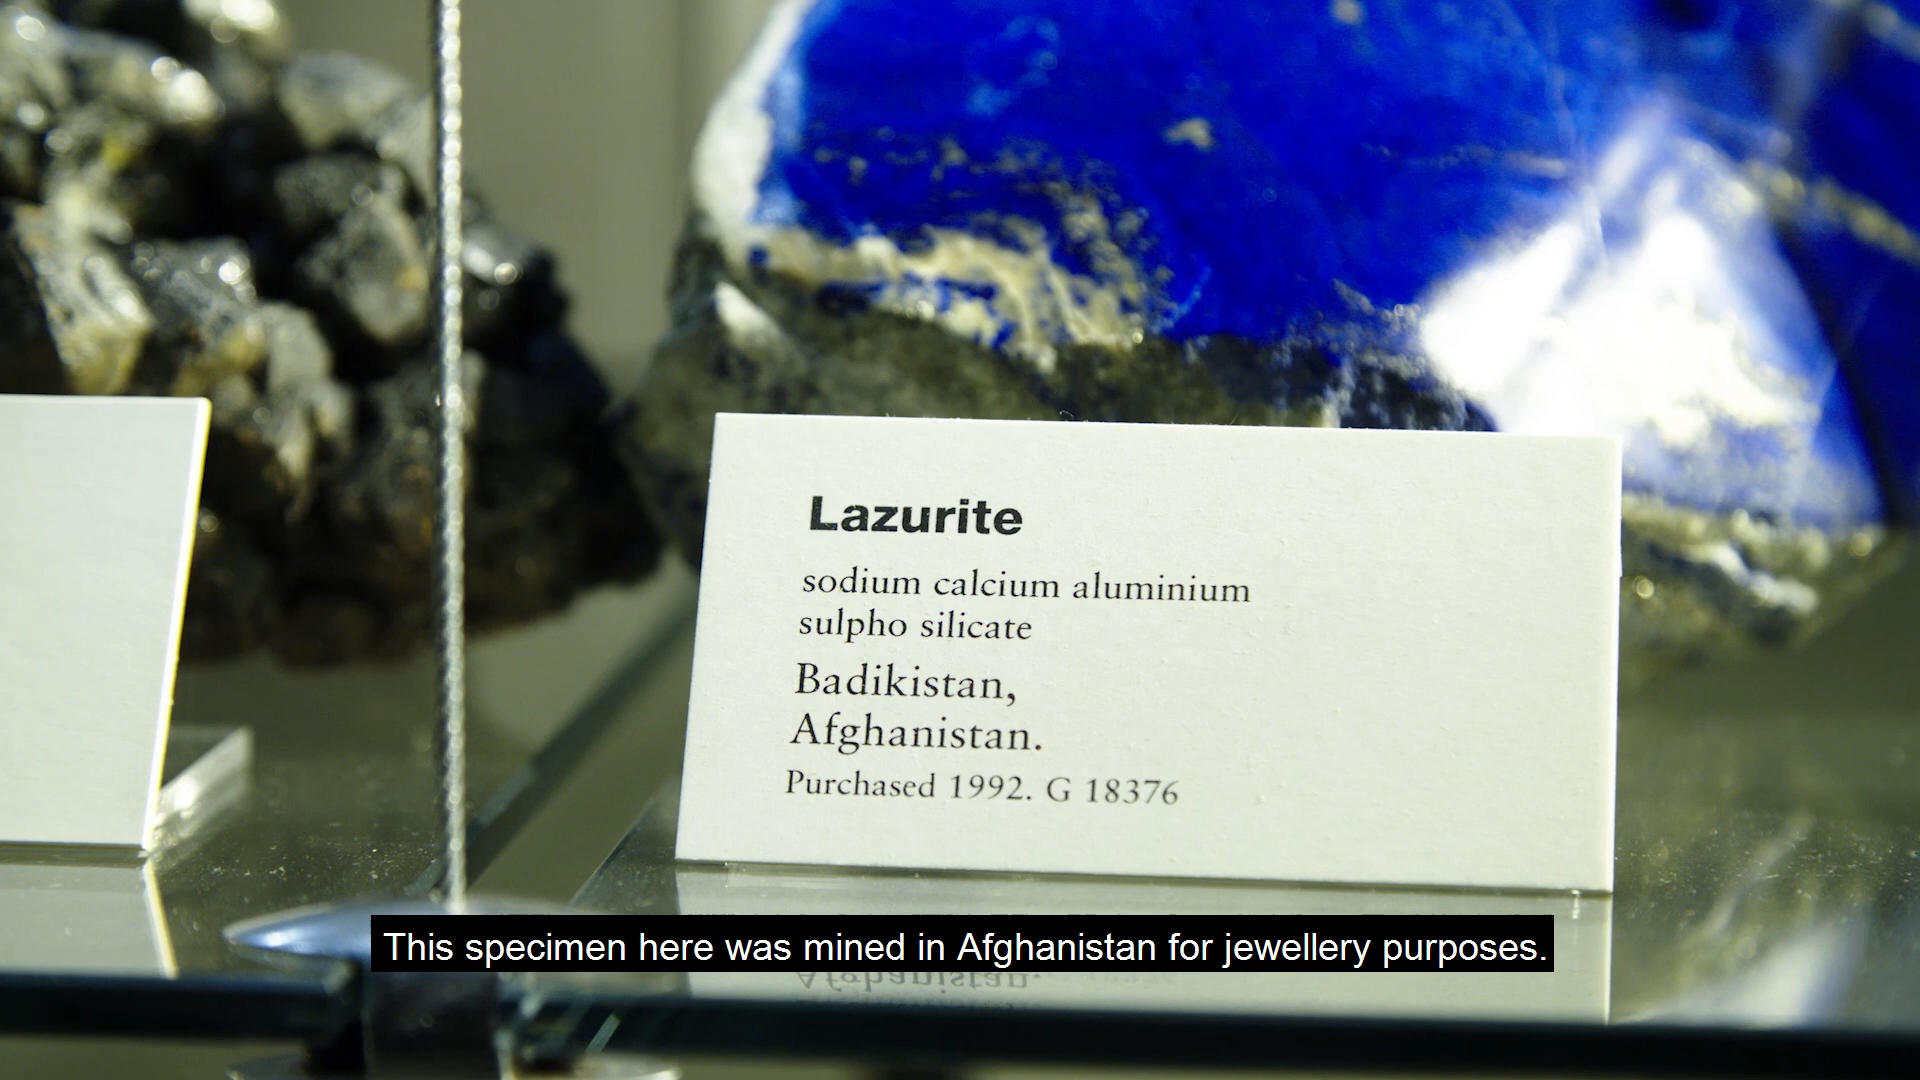 Lazurite
sodium calcium aluminium
sulpho silicate
Badikistan,
Afghanistan.
Purchased 1992. G 18376
This specimen here was mined in Afghanistan for jewellery purposes.
Afghanistan.